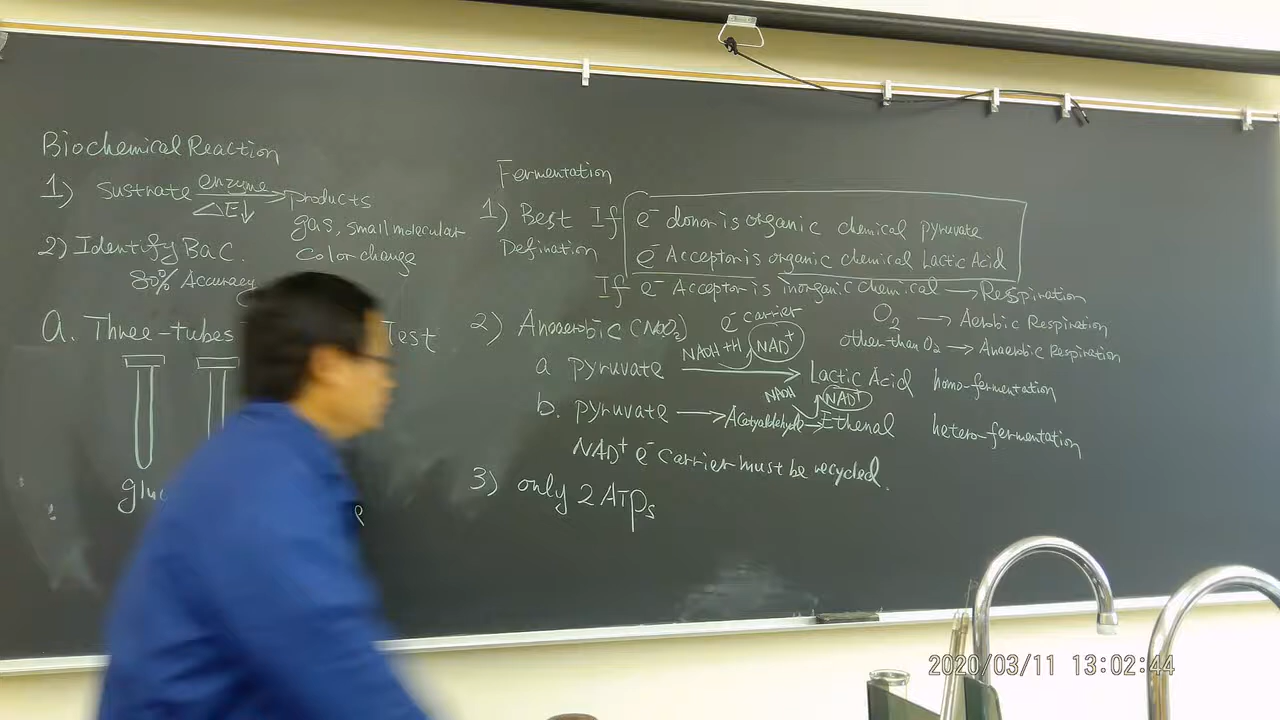 Biochemical Reaction
1) Sustrate enzyme products
△E↓
gas, small molecular
color change
2) Identify Bac.
80% Accuracy
a. Three-tubes Test
Fermentation
1) Best If e⁻ donor is organic chemical pyruvate
Defination e⁻ Acceptor is organic chemical Lactic Acid
If e⁻ Acceptor is inorganic chemical → Respiration
O₂ → Aerobic Respiration
other than O₂ → Anaerobic Respiration
2) Anaerobic (No O₂) e⁻ carrier
NADH+H NAD⁺
a pyruvate → Lactic Acid homo-fermentation
NADH NAD⁺
b. pyruvate → Acetyaldehyde → Ethenal hetero-fermentation
NAD⁺ e⁻ carrier must be recycled.
3) only 2 ATPs
2020/03/11 13:02:44